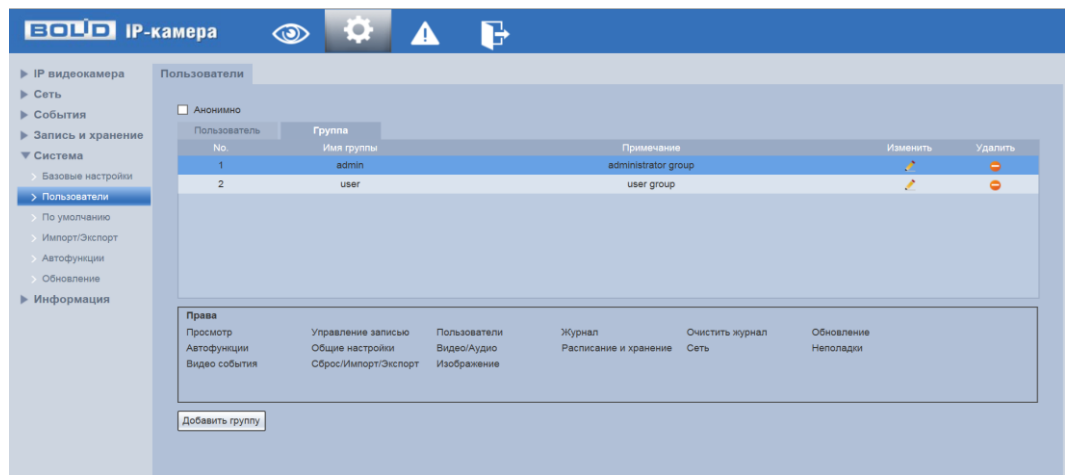 BOLID IP-камера
IP видеокамера
Сеть
События
Запись и хранение
Система
Базовые настройки
Пользователи
По умолчанию
Импорт/Экспорт
Автофункции
Обновление
Информация
Пользователи
Анонимно
Пользователь Группа
No. Имя группы Примечание Изменить Удалить
1 admin administrator group
2 user user group
Права
Просмотр Управление записью Пользователи Журнал Очистить журнал Обновление
Автофункции Общие настройки Видео/Аудио Расписание и хранение Сеть Неполадки
Видео события Сброс/Импорт/Экспорт Изображение
Добавить группу